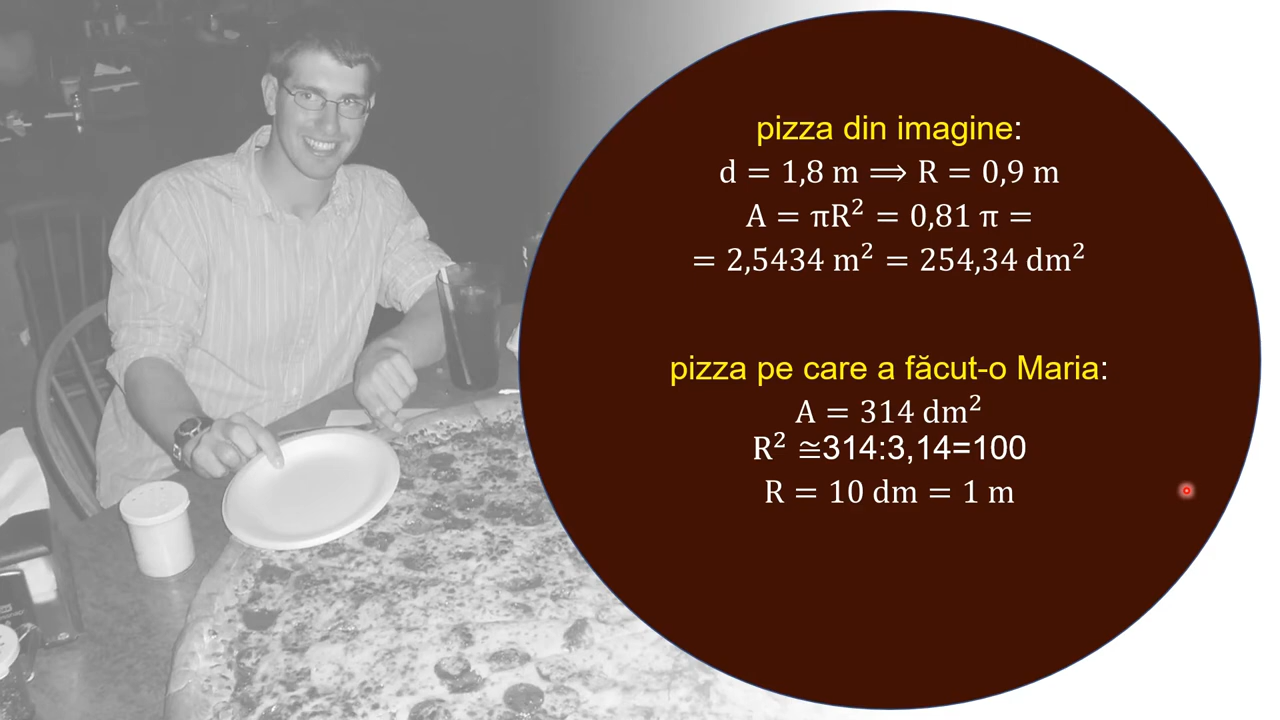 pizza din imagine:
d = 1,8 m ⟹ R = 0,9 m
A = πR² = 0,81 π =
= 2,5434 m² = 254,34 dm²
pizza pe care a făcut-o Maria:
A = 314 dm²
R² ≅314:3,14=100
R = 10 dm = 1 m